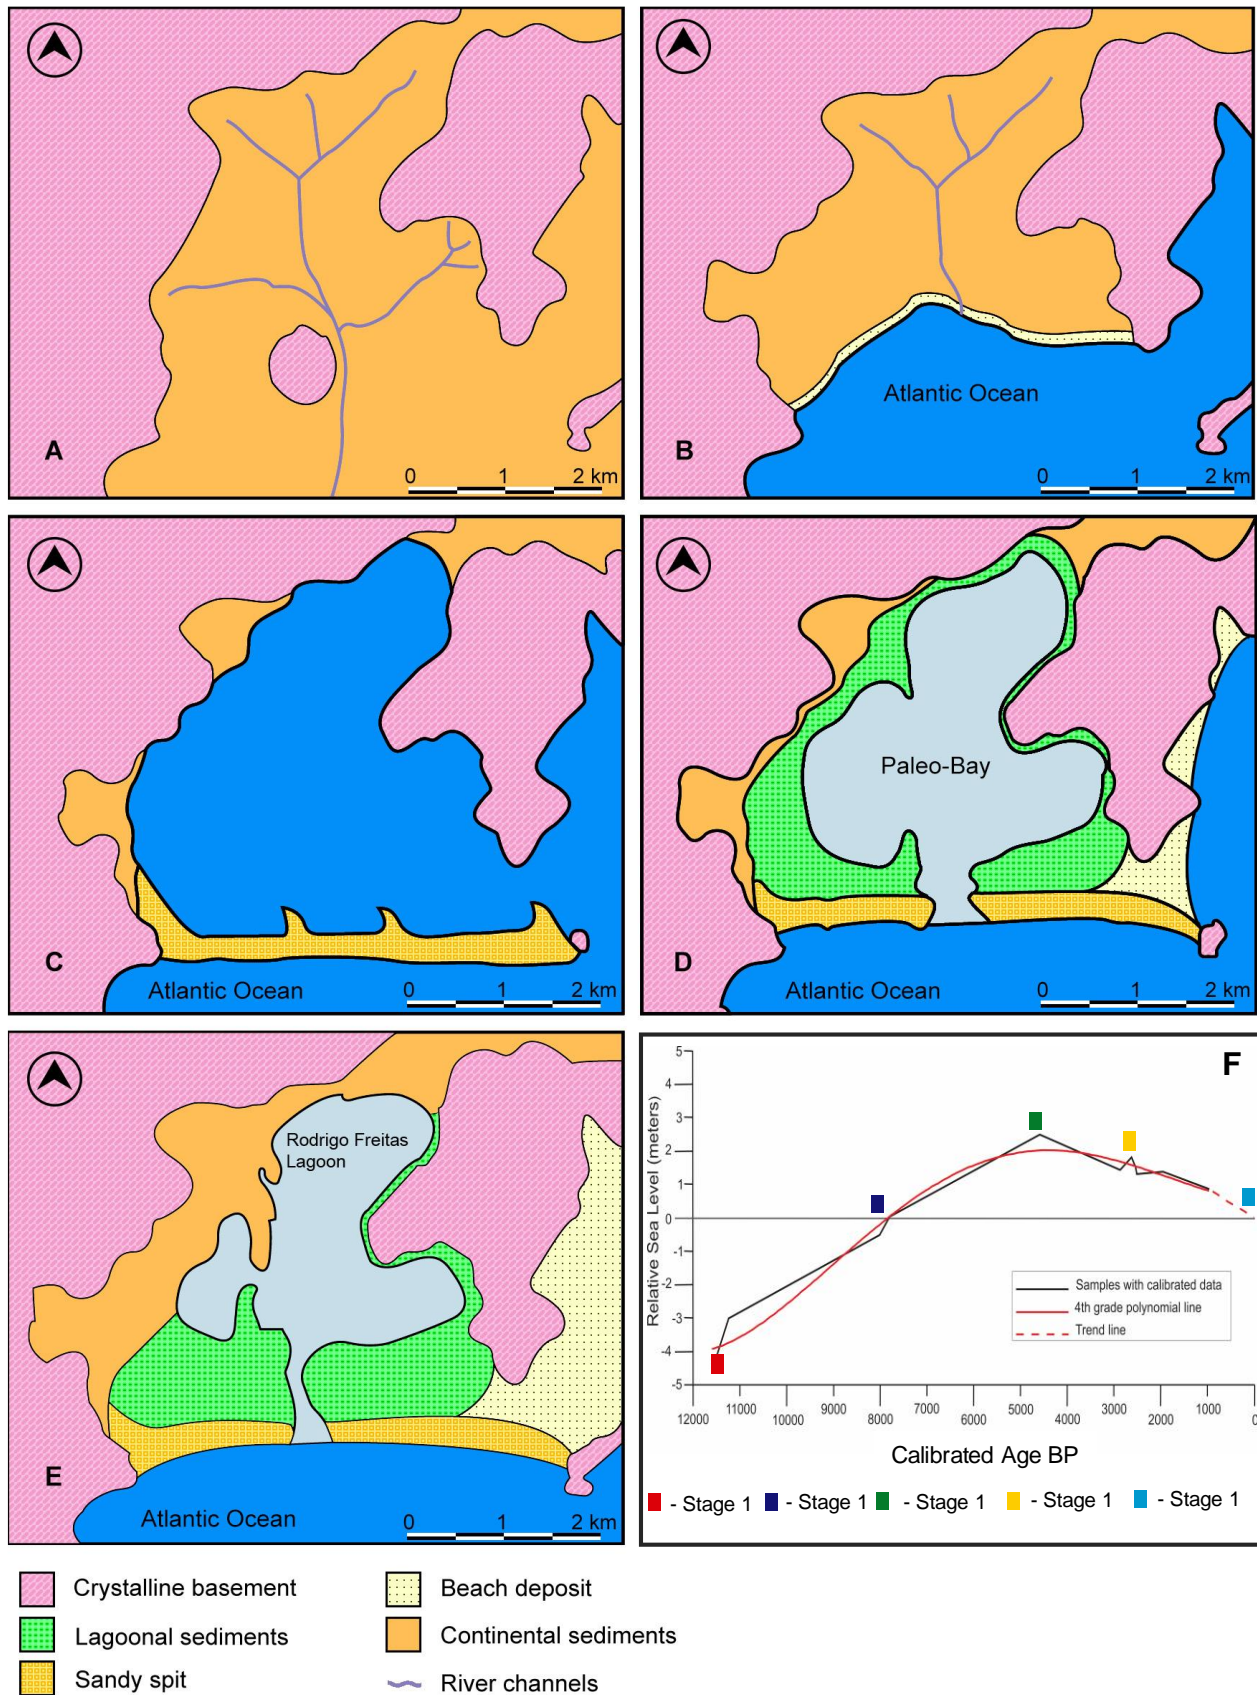 A
0 1 2 km
Atlantic Ocean
B
0 1 2 km
C
Atlantic Ocean
0 1 2 km
Paleo-Bay
D
Atlantic Ocean
0 1 2 km
Rodrigo Freitas
Lagoon
E
Atlantic Ocean
0 1 2 km
F
Relative Sea Level (meters)
5
4
3
2
1
0
-1
-2
-3
-4
-5
Samples with calibrated data
4th grade polynomial line
Trend line
12000 11000 10000 9000 8000 7000 6000 5000 4000 3000 2000 1000 0
Calibrated Age BP
- Stage 1 - Stage 1 - Stage 1 - Stage 1 - Stage 1
Crystalline basement
Beach deposit
Lagoonal sediments
Continental sediments
Sandy spit
River channels